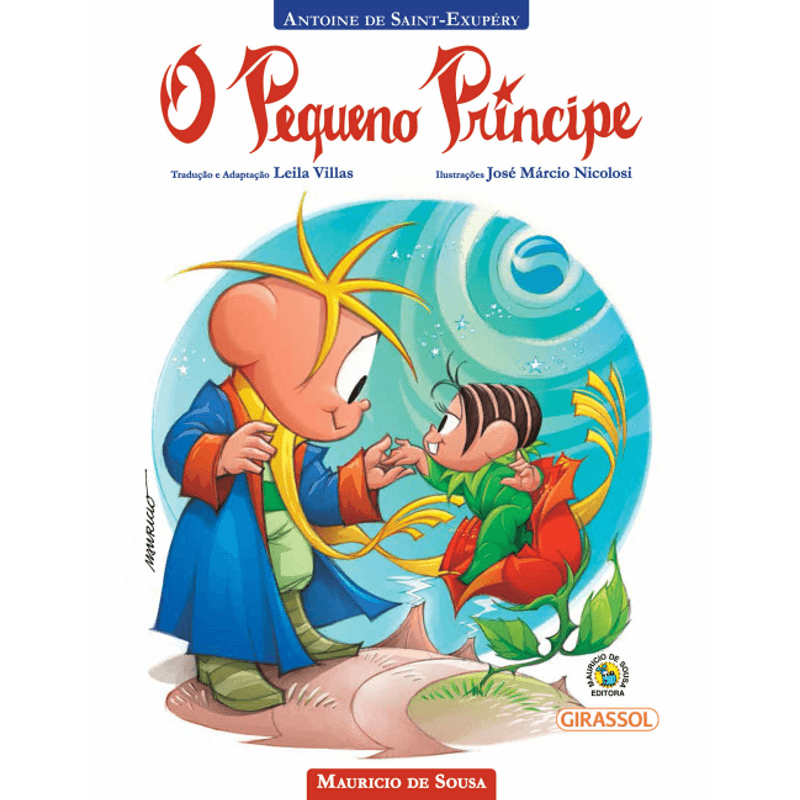 Antoine de Saint-Exupéry
O Pequeno Príncipe
Tradução e Adaptação Leila Villas
Ilustrações José Márcio Nicolosi
MAURICIO
MAURICIO DE SOUSA
EDITORA
GIRASSOL
Mauricio de Sousa